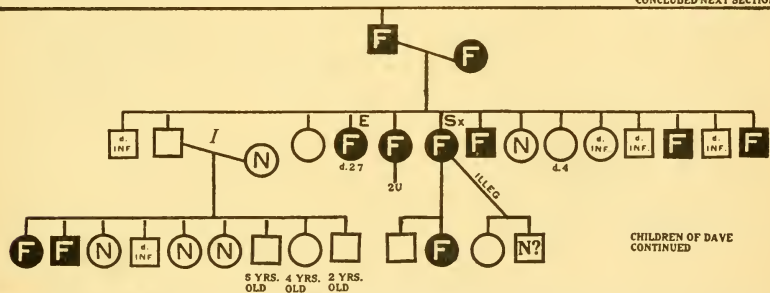 CONCLUDED NEXT SECTION
F
F
d. INF
I
N
E
F
d.27
F
2U
Sx
F
F
N
d.4
d. INF.
d. INF.
F
d. INF
F
ILLEG
F
F
N
d. INF
N
N
5 YRS. OLD
4 YRS. OLD
2 YRS. OLD
F
N?
CHILDREN OF DAVE
CONTINUED